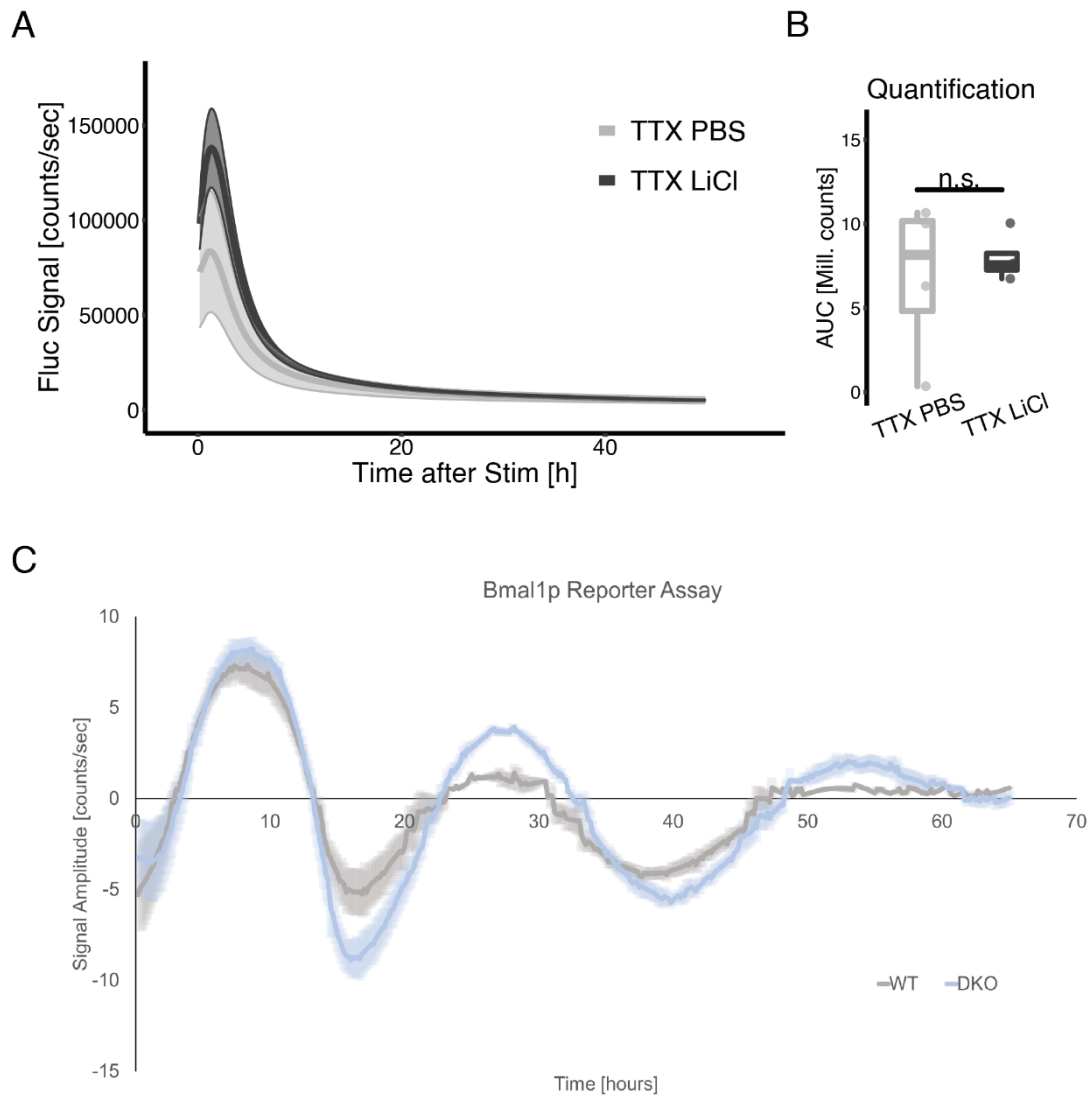 A
B
Fluc Signal [counts/sec]
150000
100000
50000
0
0
20
40
Time after Stim [h]
TTX PBS
TTX LiCl
Quantification
AUC [Mill. counts]
15
10
5
0
n.s.
TTX PBS
TTX LiCl
C
Bmal1p Reporter Assay
Signal Amplitude [counts/sec]
10
5
0
-5
-10
-15
0
10
20
30
40
50
60
70
WT
DKO
Time [hours]